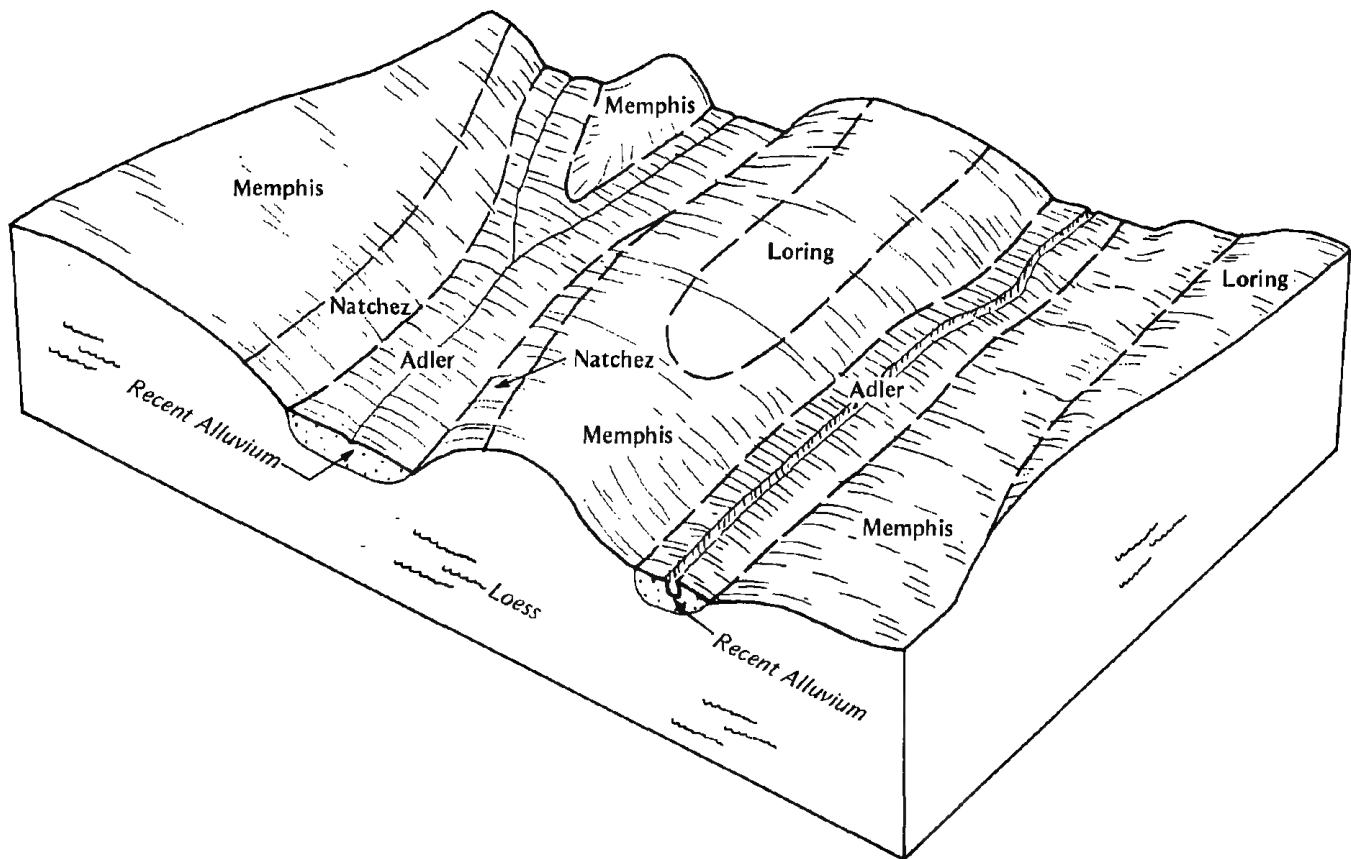 Memphis
Memphis
Loring
Loring
Natchez
Adler
Natchez
Adler
Recent Alluvium
Memphis
Memphis
Loess
Recent Alluvium